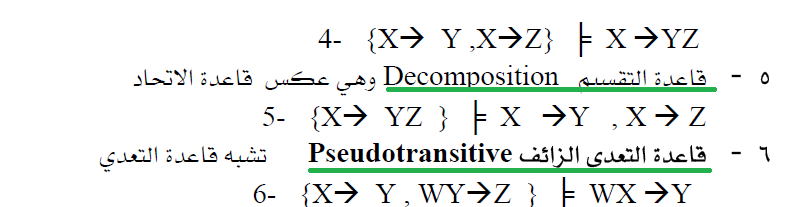 4- {X→ Y ,X→Z} ╞ X →YZ
٥ - قاعدة التقسيم Decomposition وهي عكس قاعدة الاتحاد
5- {X→ YZ } ╞ X →Y , X → Z
٦ - قاعدة التعدي الزائف Pseudotransitive تشبه قاعدة التعدي
6- {X→ Y , WY→Z } ╞ WX →Y